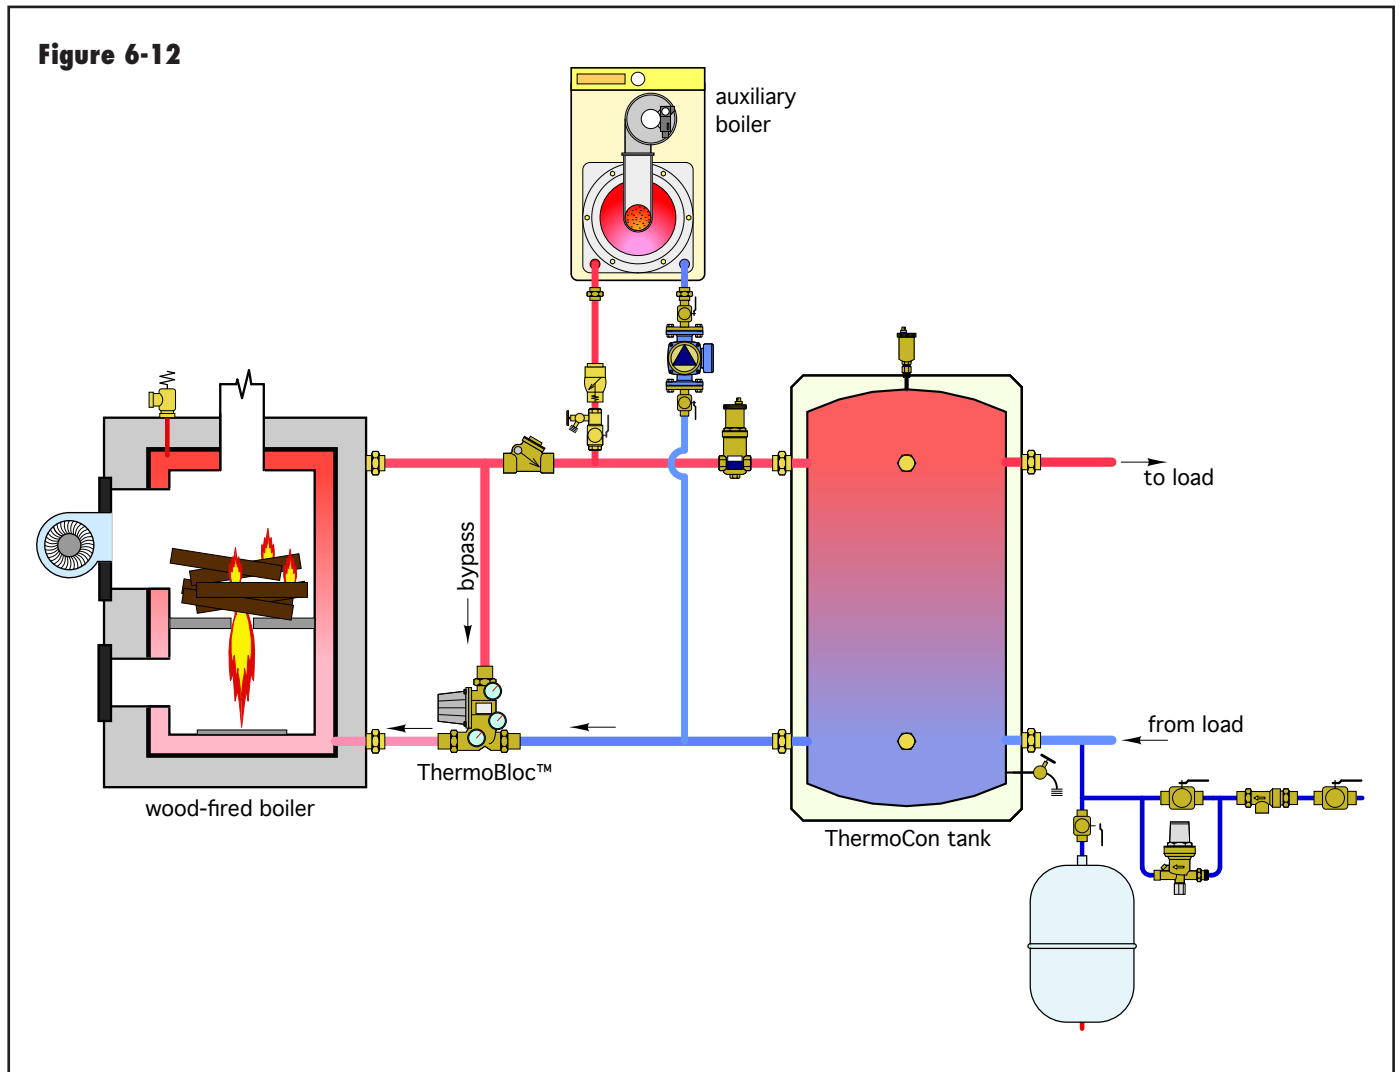 Figure 6-12
auxiliary
boiler
to load
bypass
from load
ThermoBloc™
wood-fired boiler
ThermoCon tank